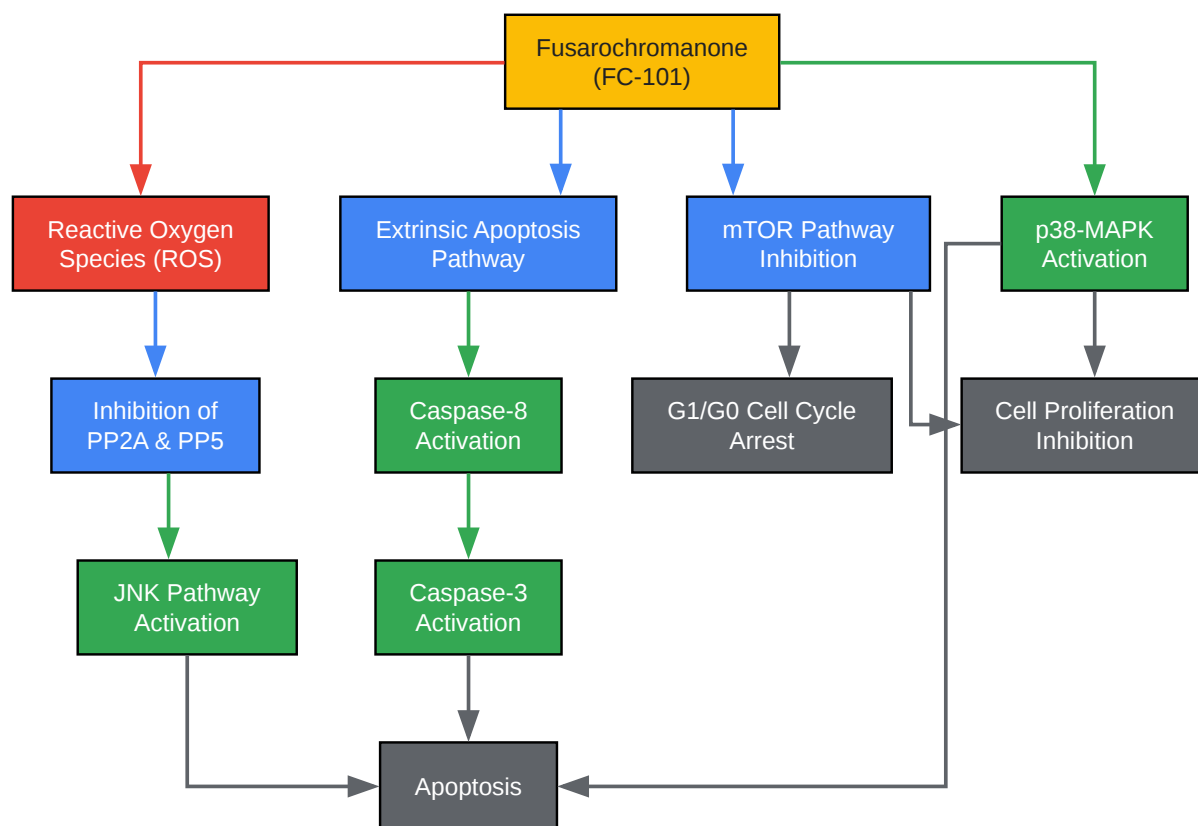 Fusarochromanone
(FC-101)
Reactive Oxygen
Species (ROS)
Extrinsic Apoptosis
Pathway
mTOR Pathway
Inhibition
p38-MAPK
Activation
Inhibition of
PP2A & PP5
Caspase-8
Activation
G1/G0 Cell Cycle
Arrest
Cell Proliferation
Inhibition
JNK Pathway
Activation
Caspase-3
Activation
Apoptosis